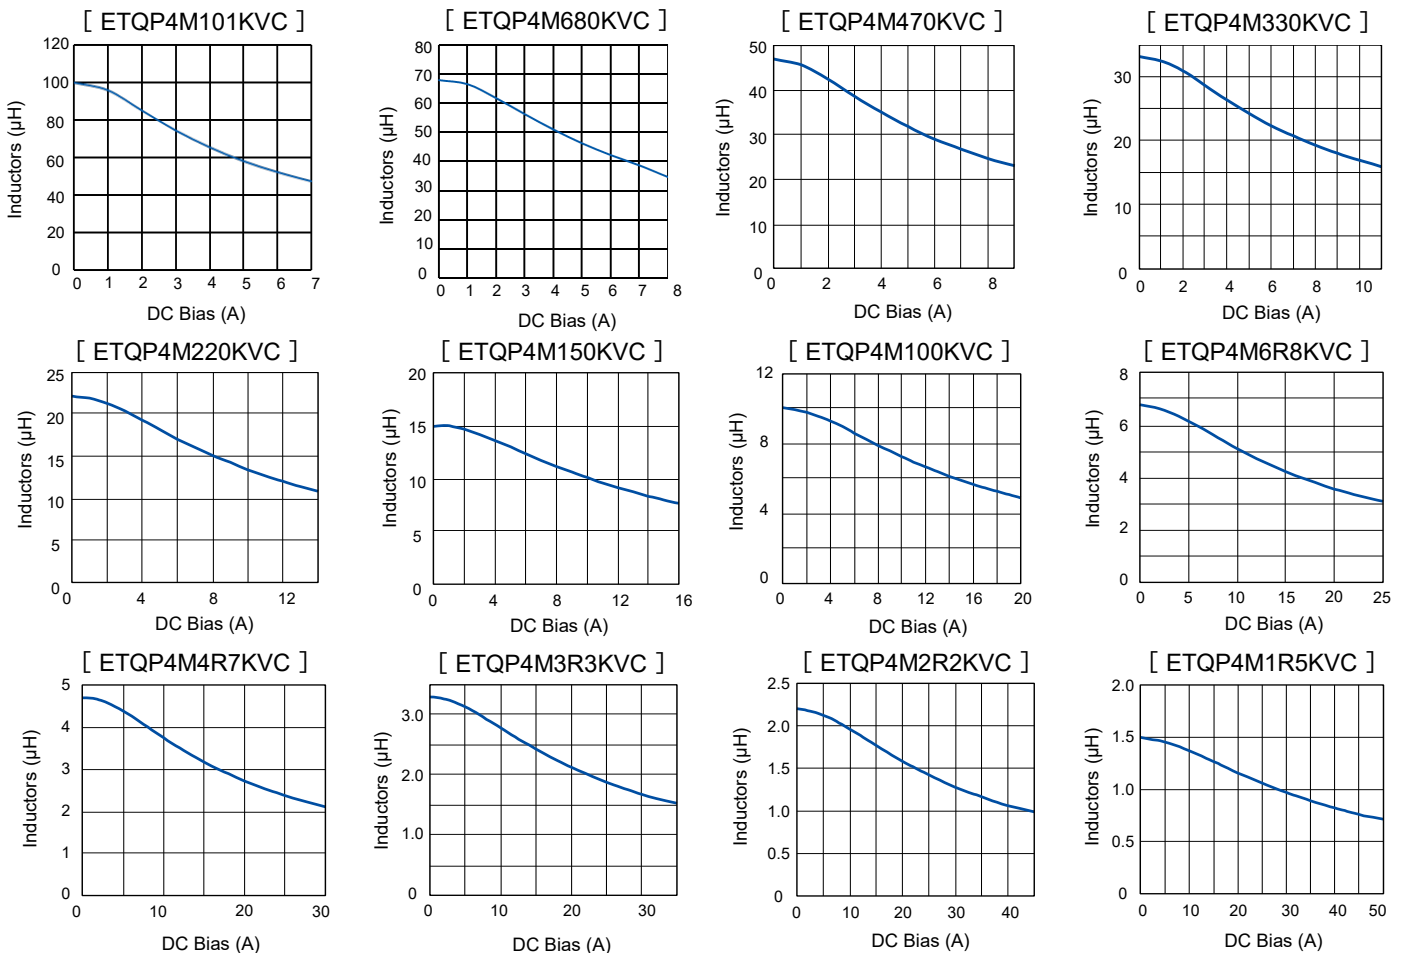 [ ETQP4M101KVC ]
120
100
80
60
40
20
0
Inductors (µH)
0 1 2 3 4 5 6 7
DC Bias (A)
[ ETQP4M680KVC ]
80
70
60
50
40
30
20
10
0
Inductors (µH)
0 1 2 3 4 5 6 7 8
DC Bias (A)
[ ETQP4M470KVC ]
50
40
30
20
10
0
Inductors (µH)
0 2 4 6 8
DC Bias (A)
[ ETQP4M330KVC ]
30
20
10
0
Inductors (µH)
0 2 4 6 8 10
DC Bias (A)
[ ETQP4M220KVC ]
25
20
15
10
5
0
Inductors (µH)
0 4 8 12
DC Bias (A)
[ ETQP4M150KVC ]
20
15
10
5
0
Inductors (µH)
0 4 8 12 16
DC Bias (A)
[ ETQP4M100KVC ]
12
8
4
0
Inductors (µH)
0 4 8 12 16 20
DC Bias (A)
[ ETQP4M6R8KVC ]
8
6
4
2
0
Inductors (µH)
0 5 10 15 20 25
DC Bias (A)
[ ETQP4M4R7KVC ]
5
4
3
2
1
0
Inductors (µH)
0 10 20 30
DC Bias (A)
[ ETQP4M3R3KVC ]
3.0
2.0
1.0
0
Inductors (µH)
0 10 20 30
DC Bias (A)
[ ETQP4M2R2KVC ]
2.5
2.0
1.5
1.0
0.5
0
Inductors (µH)
0 10 20 30 40
DC Bias (A)
[ ETQP4M1R5KVC ]
2.0
1.5
1.0
0.5
0
Inductors (µH)
0 10 20 30 40 50
DC Bias (A)